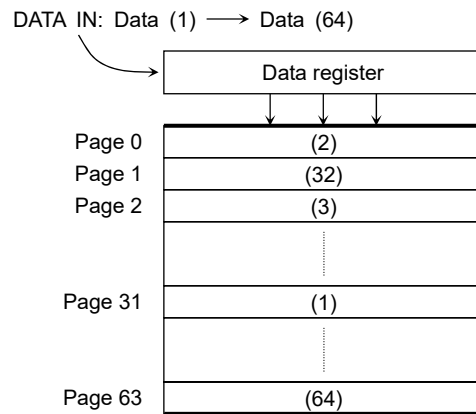 DATA IN: Data (1) → Data (64)
Data register
Page 0 (2)
Page 1 (32)
Page 2 (3)
Page 31 (1)
Page 63 (64)